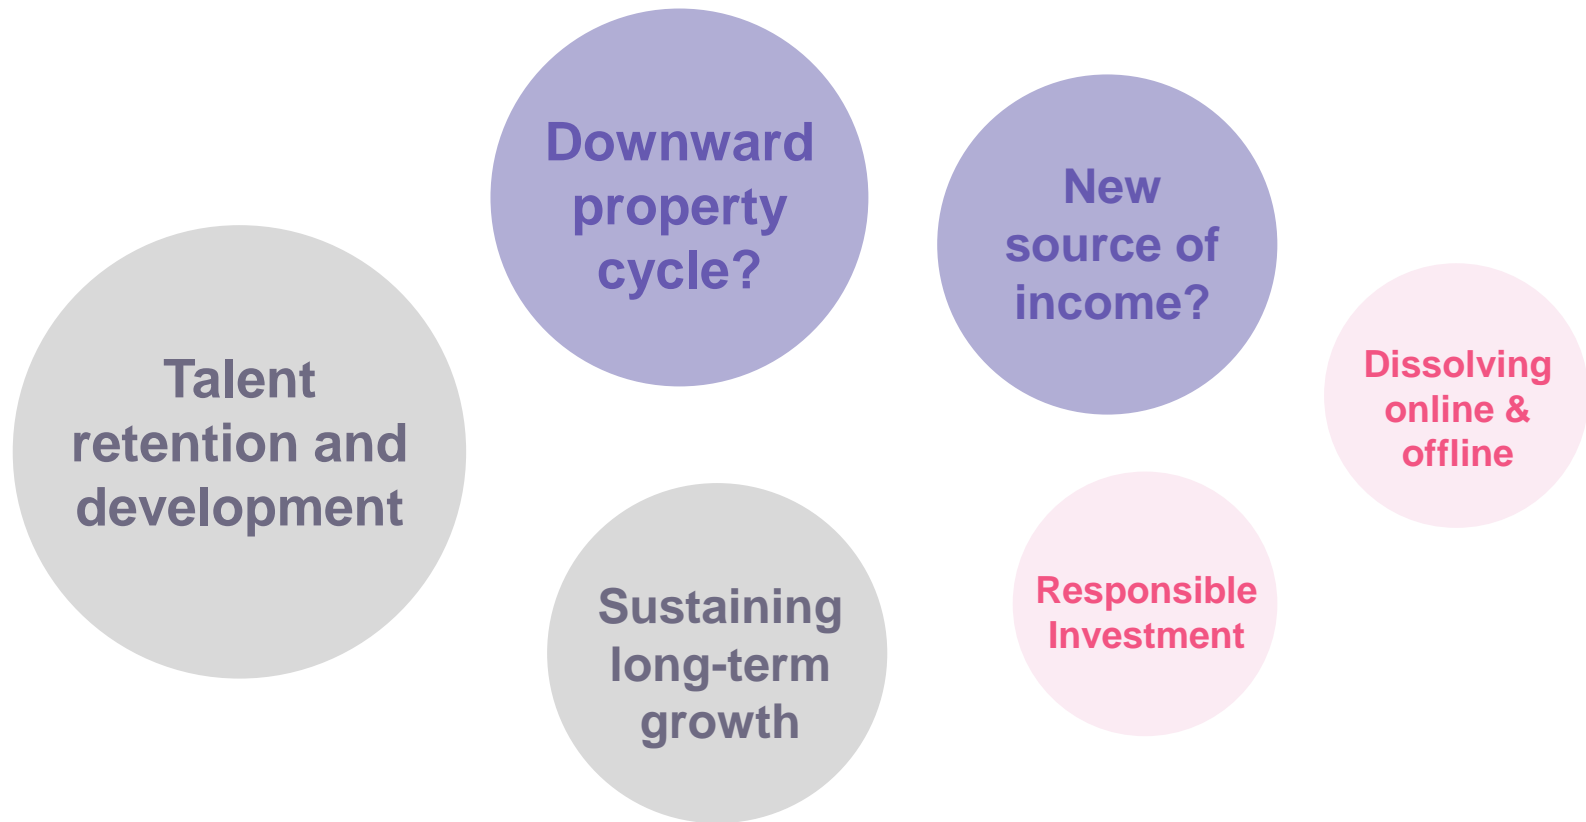 Downward
property
cycle?
New
source of
income?
Talent
retention and
development
Dissolving
online &
offline
Sustaining
long-term
growth
Responsible
Investment